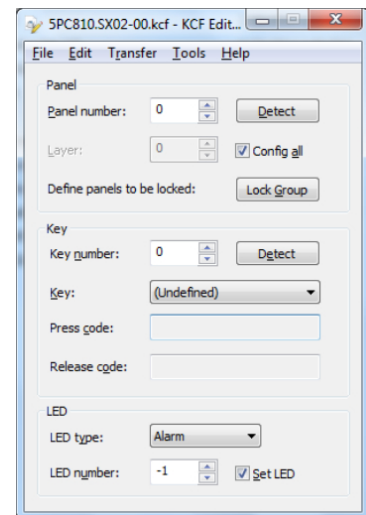 5PC810.SX02-00.kcf - KCF Edit...
File Edit Transfer Tools Help
Panel
Panel number: 0 Detect
Layer: 0 Config all
Define panels to be locked: Lock Group
Key
Key number: 0 Detect
Key: (Undefined)
Press code:
Release code:
LED
LED type: Alarm
LED number: -1 Set LED